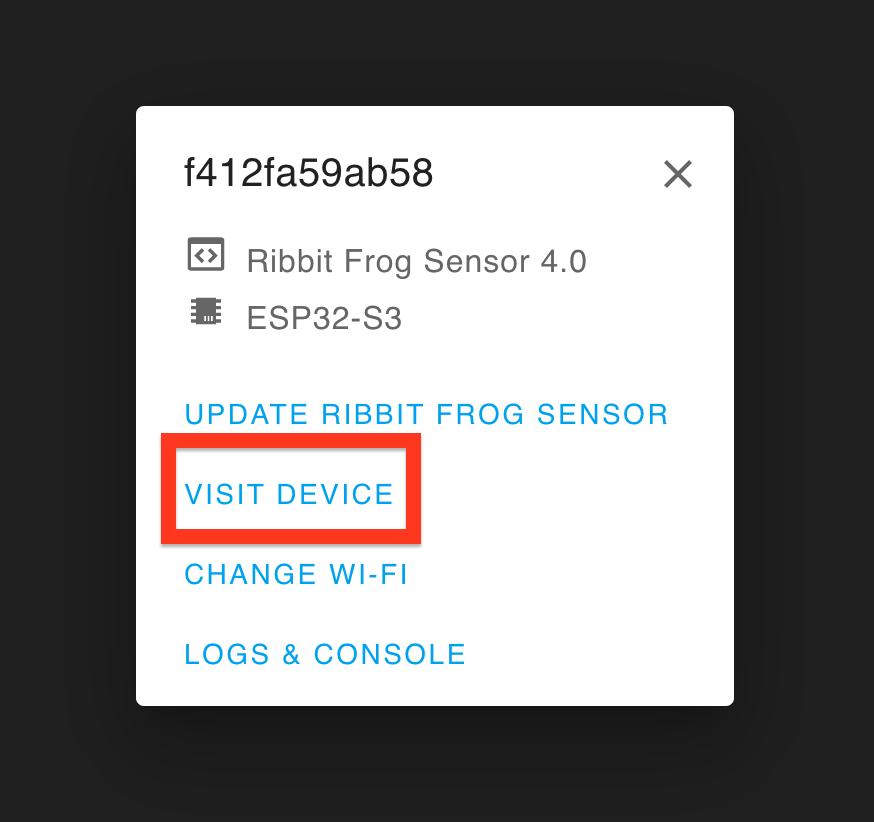 f412fa59ab58
Ribbit Frog Sensor 4.0
ESP32-S3
UPDATE RIBBIT FROG SENSOR
VISIT DEVICE
CHANGE WI-FI
LOGS & CONSOLE